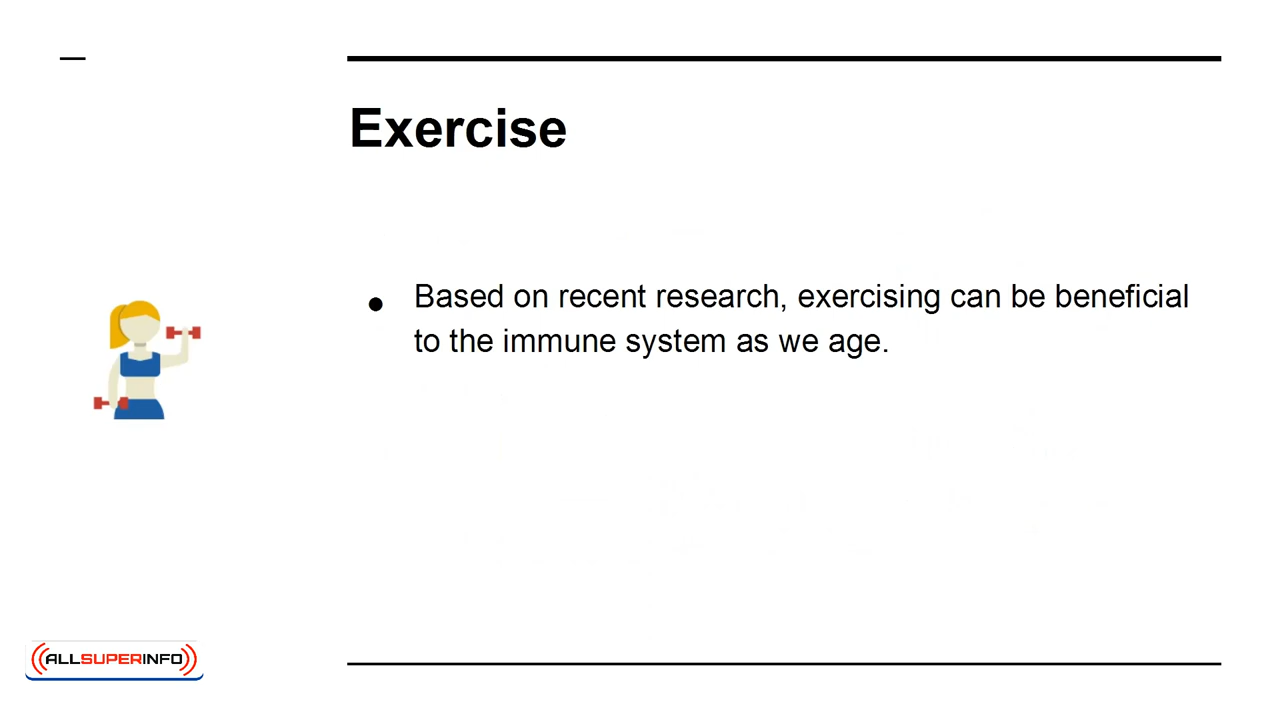 Exercise
● Based on recent research, exercising can be beneficial
to the immune system as we age.
ALLSUPERINFO